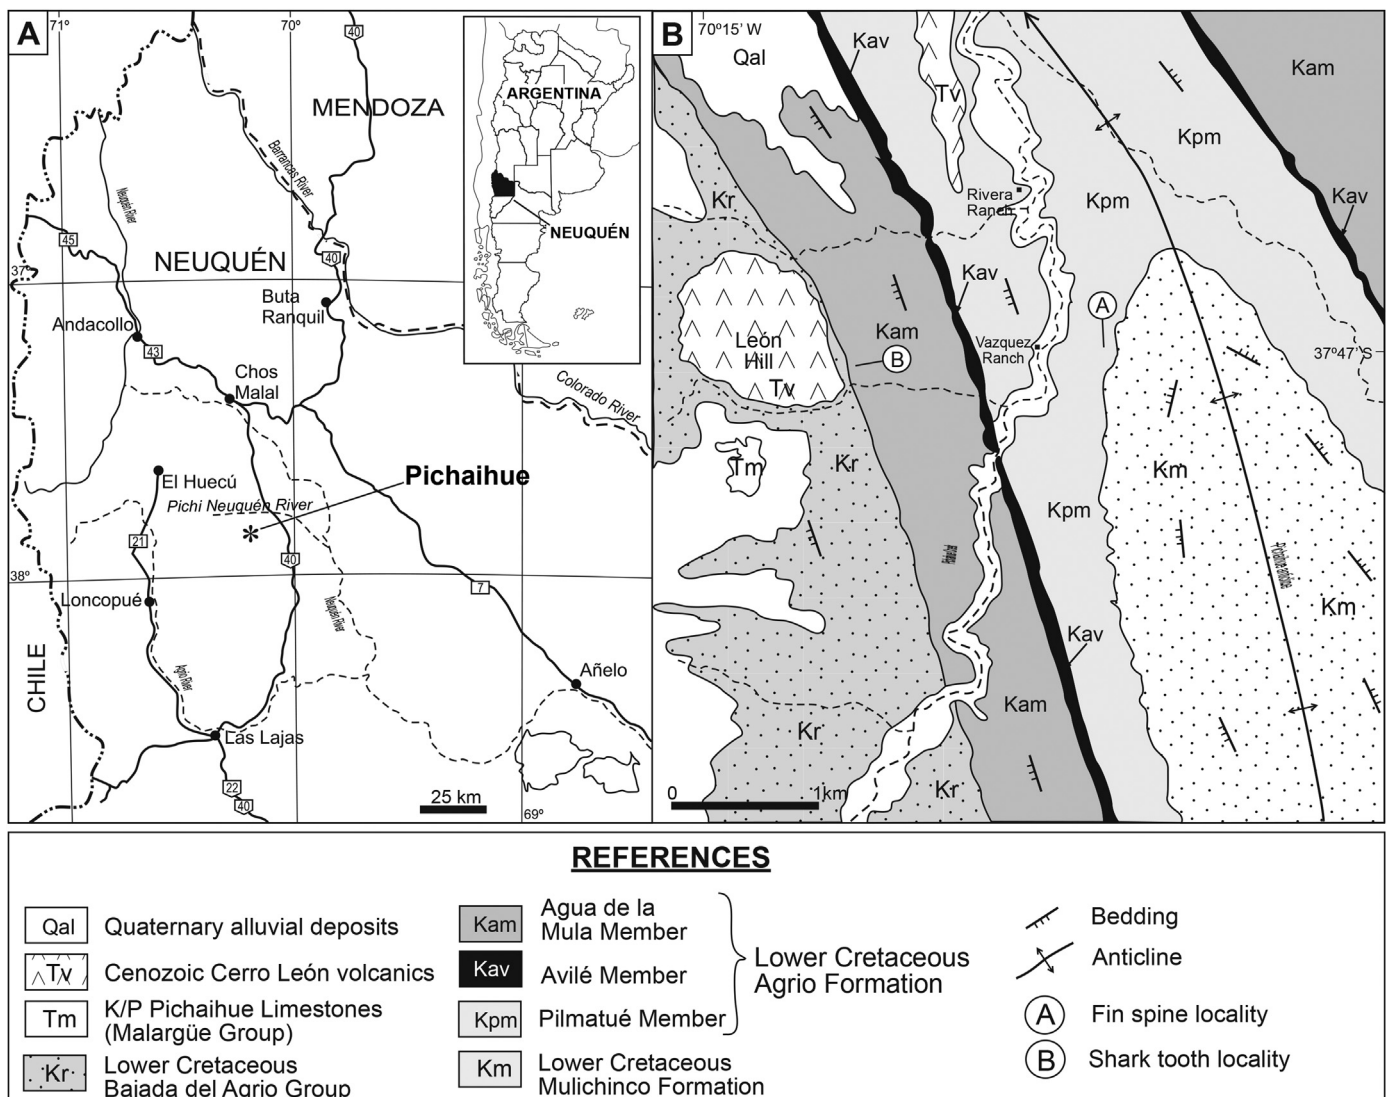 A
71°
70°
40
MENDOZA
ARGENTINA
NEUQUÉN
Barrancas River
Neuquén River
45
37°
NEUQUÉN
40
Buta
Ranquil
Andacollo
43
Chos
Malal
Colorado River
El Huecú
Pichaihue
Pichi Neuquén River
*
21
40
38°
7
Loncopué
Neuquén River
Agrio River
CHILE
Añelo
Las Lajas
22
40
25 km
69°
B
70°15' W
Qal
Kav
Tv
Kam
Kpm
Kr
Rivera
Ranch
Kpm
Kav
Kav
A
León
Hill
Tv
Kam
B
Vazquez
Ranch
37°47' S
Tm
Kr
Km
Kpm
Km
Kav
Kam
Kr
Kr
0
1km
REFERENCES
Qal Quaternary alluvial deposits
Tv Cenozoic Cerro León volcanics
Tm K/P Pichaihue Limestones
(Malargüe Group)
Kr Lower Cretaceous
Bajada del Agrio Group
Kam Agua de la
Mula Member
Kav Avilé Member
Kpm Pilmatué Member
Lower Cretaceous
Agrio Formation
Km Lower Cretaceous
Mulichinco Formation
Bedding
Anticline
A Fin spine locality
B Shark tooth locality